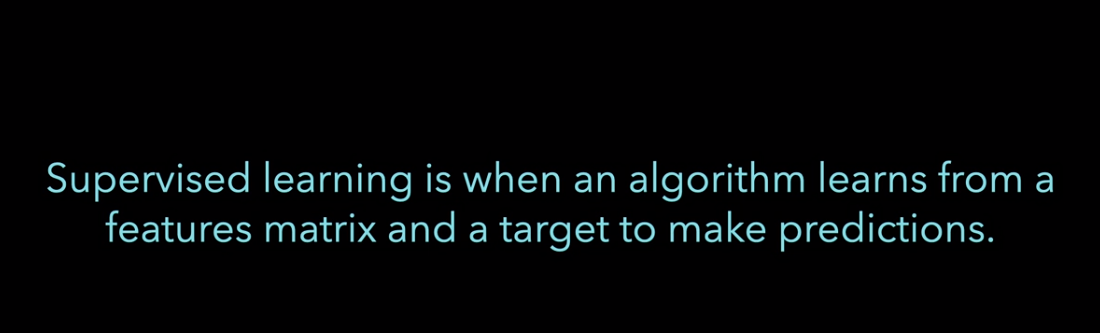 Supervised learning is when an algorithm learns from a
features matrix and a target to make predictions.